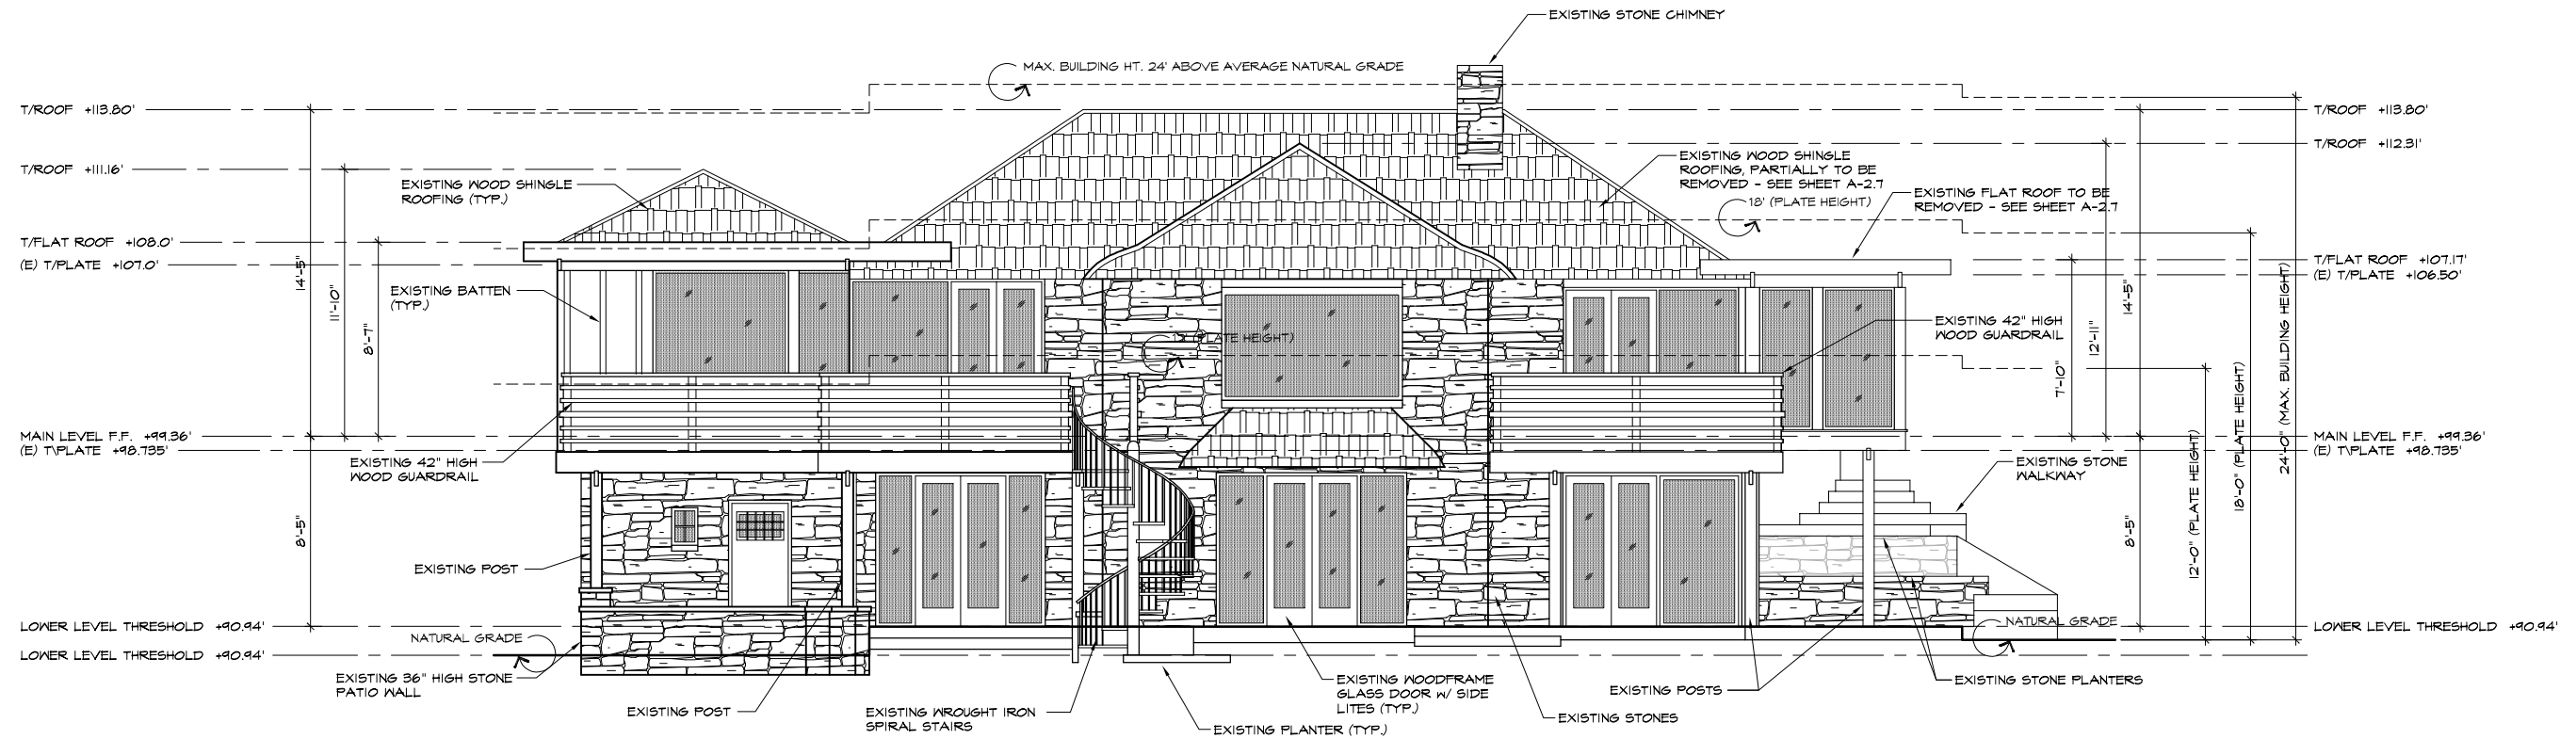 EXISTING STONE CHIMNEY
MAX. BUILDING HT. 24' ABOVE AVERAGE NATURAL GRADE
T/ROOF +113.80'
T/ROOF +113.80'
T/ROOF +112.31'
T/ROOF +111.16'
EXISTING WOOD SHINGLE
ROOFING (TYP.)
EXISTING WOOD SHINGLE
ROOFING, PARTIALLY TO BE
REMOVED - SEE SHEET A-2.7
18' (PLATE HEIGHT)
EXISTING FLAT ROOF TO BE
REMOVED - SEE SHEET A-2.7
T/FLAT ROOF +108.0'
(E) T/PLATE +107.0'
T/FLAT ROOF +107.17'
(E) T/PLATE +106.50'
14'-5"
11'-10"
8'-7"
EXISTING BATTEN
(TYP.)
12' (PLATE HEIGHT)
EXISTING 42" HIGH
WOOD GUARDRAIL
7'-10"
12'-11"
14'-5"
12'-0" (PLATE HEIGHT)
18'-0" (PLATE HEIGHT)
24'-0" (MAX. BUILDING HEIGHT)
MAIN LEVEL F.F. +99.36'
(E) T\PLATE +98.735'
MAIN LEVEL F.F. +99.36'
(E) T\PLATE +98.735'
EXISTING 42" HIGH
WOOD GUARDRAIL
EXISTING STONE
WALKWAY
8'-5"
8'-5"
EXISTING POST
LOWER LEVEL THRESHOLD +90.94'
NATURAL GRADE
LOWER LEVEL THRESHOLD +90.94'
NATURAL GRADE
LOWER LEVEL THRESHOLD +90.94'
EXISTING 36" HIGH STONE
PATIO WALL
EXISTING POST
EXISTING WROUGHT IRON
SPIRAL STAIRS
EXISTING PLANTER (TYP.)
EXISTING WOODFRAME
GLASS DOOR W/ SIDE
LITES (TYP.)
EXISTING STONES
EXISTING POSTS
EXISTING STONE PLANTERS